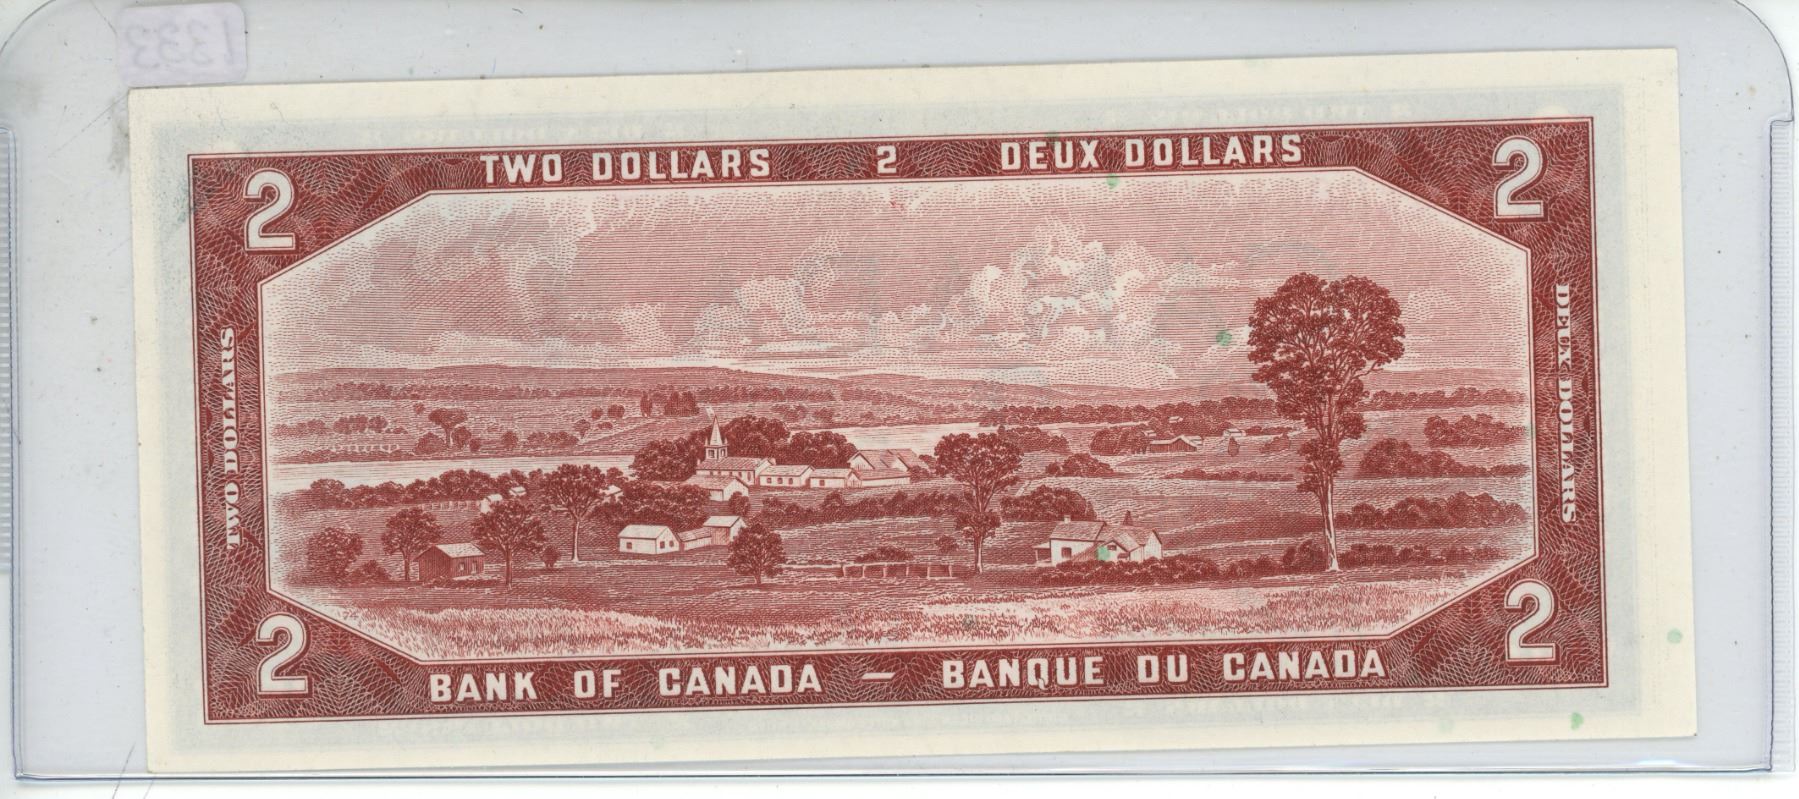 1333
TWO DOLLARS 2 DEUX DOLLARS
2 2
TWO DOLLARS
DEUX DOLLARS
2 2
BANK OF CANADA — BANQUE DU CANADA